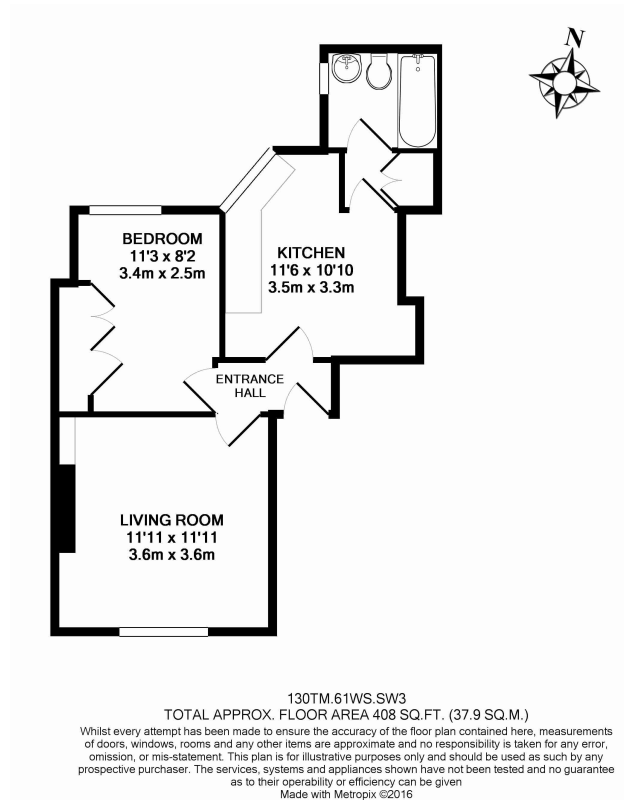 N
BEDROOM
11'3 x 8'2
3.4m x 2.5m
KITCHEN
11'6 x 10'10
3.5m x 3.3m
ENTRANCE
HALL
LIVING ROOM
11'11 x 11'11
3.6m x 3.6m
130TM.61WS.SW3
TOTAL APPROX. FLOOR AREA 408 SQ.FT. (37.9 SQ.M.)
Whilst every attempt has been made to ensure the accuracy of the floor plan contained here, measurements
of doors, windows, rooms and any other items are approximate and no responsibility is taken for any error,
omission, or mis-statement. This plan is for illustrative purposes only and should be used as such by any
prospective purchaser. The services, systems and appliances shown have not been tested and no guarantee
as to their operability or efficiency can be given
Made with Metropix ©2016